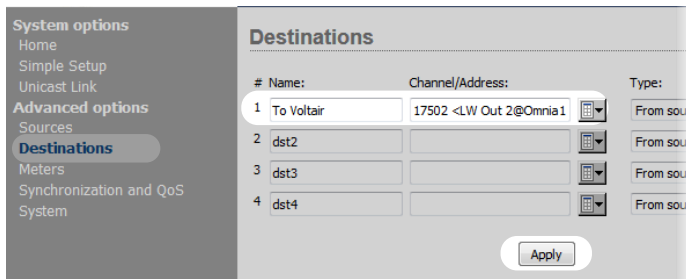 System options
Home
Simple Setup
Unicast Link
Advanced options
Sources
Destinations
Meters
Synchronization and QoS
System
Destinations
# Name: Channel/Address: Type:
1 To Voltair 17502 <LW Out 2@Omnia1 From sou
2 dst2 From sou
3 dst3 From sou
4 dst4 From sou
Apply